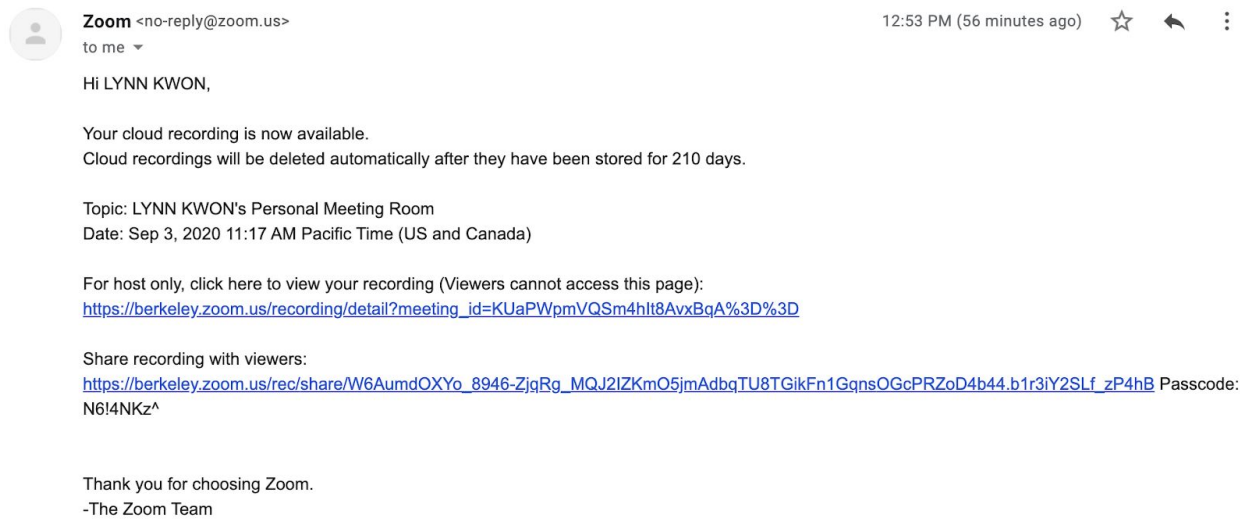 Zoom <no-reply@zoom.us> 12:53 PM (56 minutes ago)
to me
Hi LYNN KWON,
Your cloud recording is now available.
Cloud recordings will be deleted automatically after they have been stored for 210 days.
Topic: LYNN KWON's Personal Meeting Room
Date: Sep 3, 2020 11:17 AM Pacific Time (US and Canada)
For host only, click here to view your recording (Viewers cannot access this page):
https://berkeley.zoom.us/recording/detail?meeting_id=KUaPWpmVQSm4hIt8AvxBqA%3D%3D
Share recording with viewers:
https://berkeley.zoom.us/rec/share/W6AumdOXYo_8946-ZjqRg_MQJ2IZKmO5jmAdbqTU8TGikFn1GqnsOGcPRZoD4b44.b1r3iY2SLf_zP4hB Passcode:
N6!4NKz^
Thank you for choosing Zoom.
-The Zoom Team